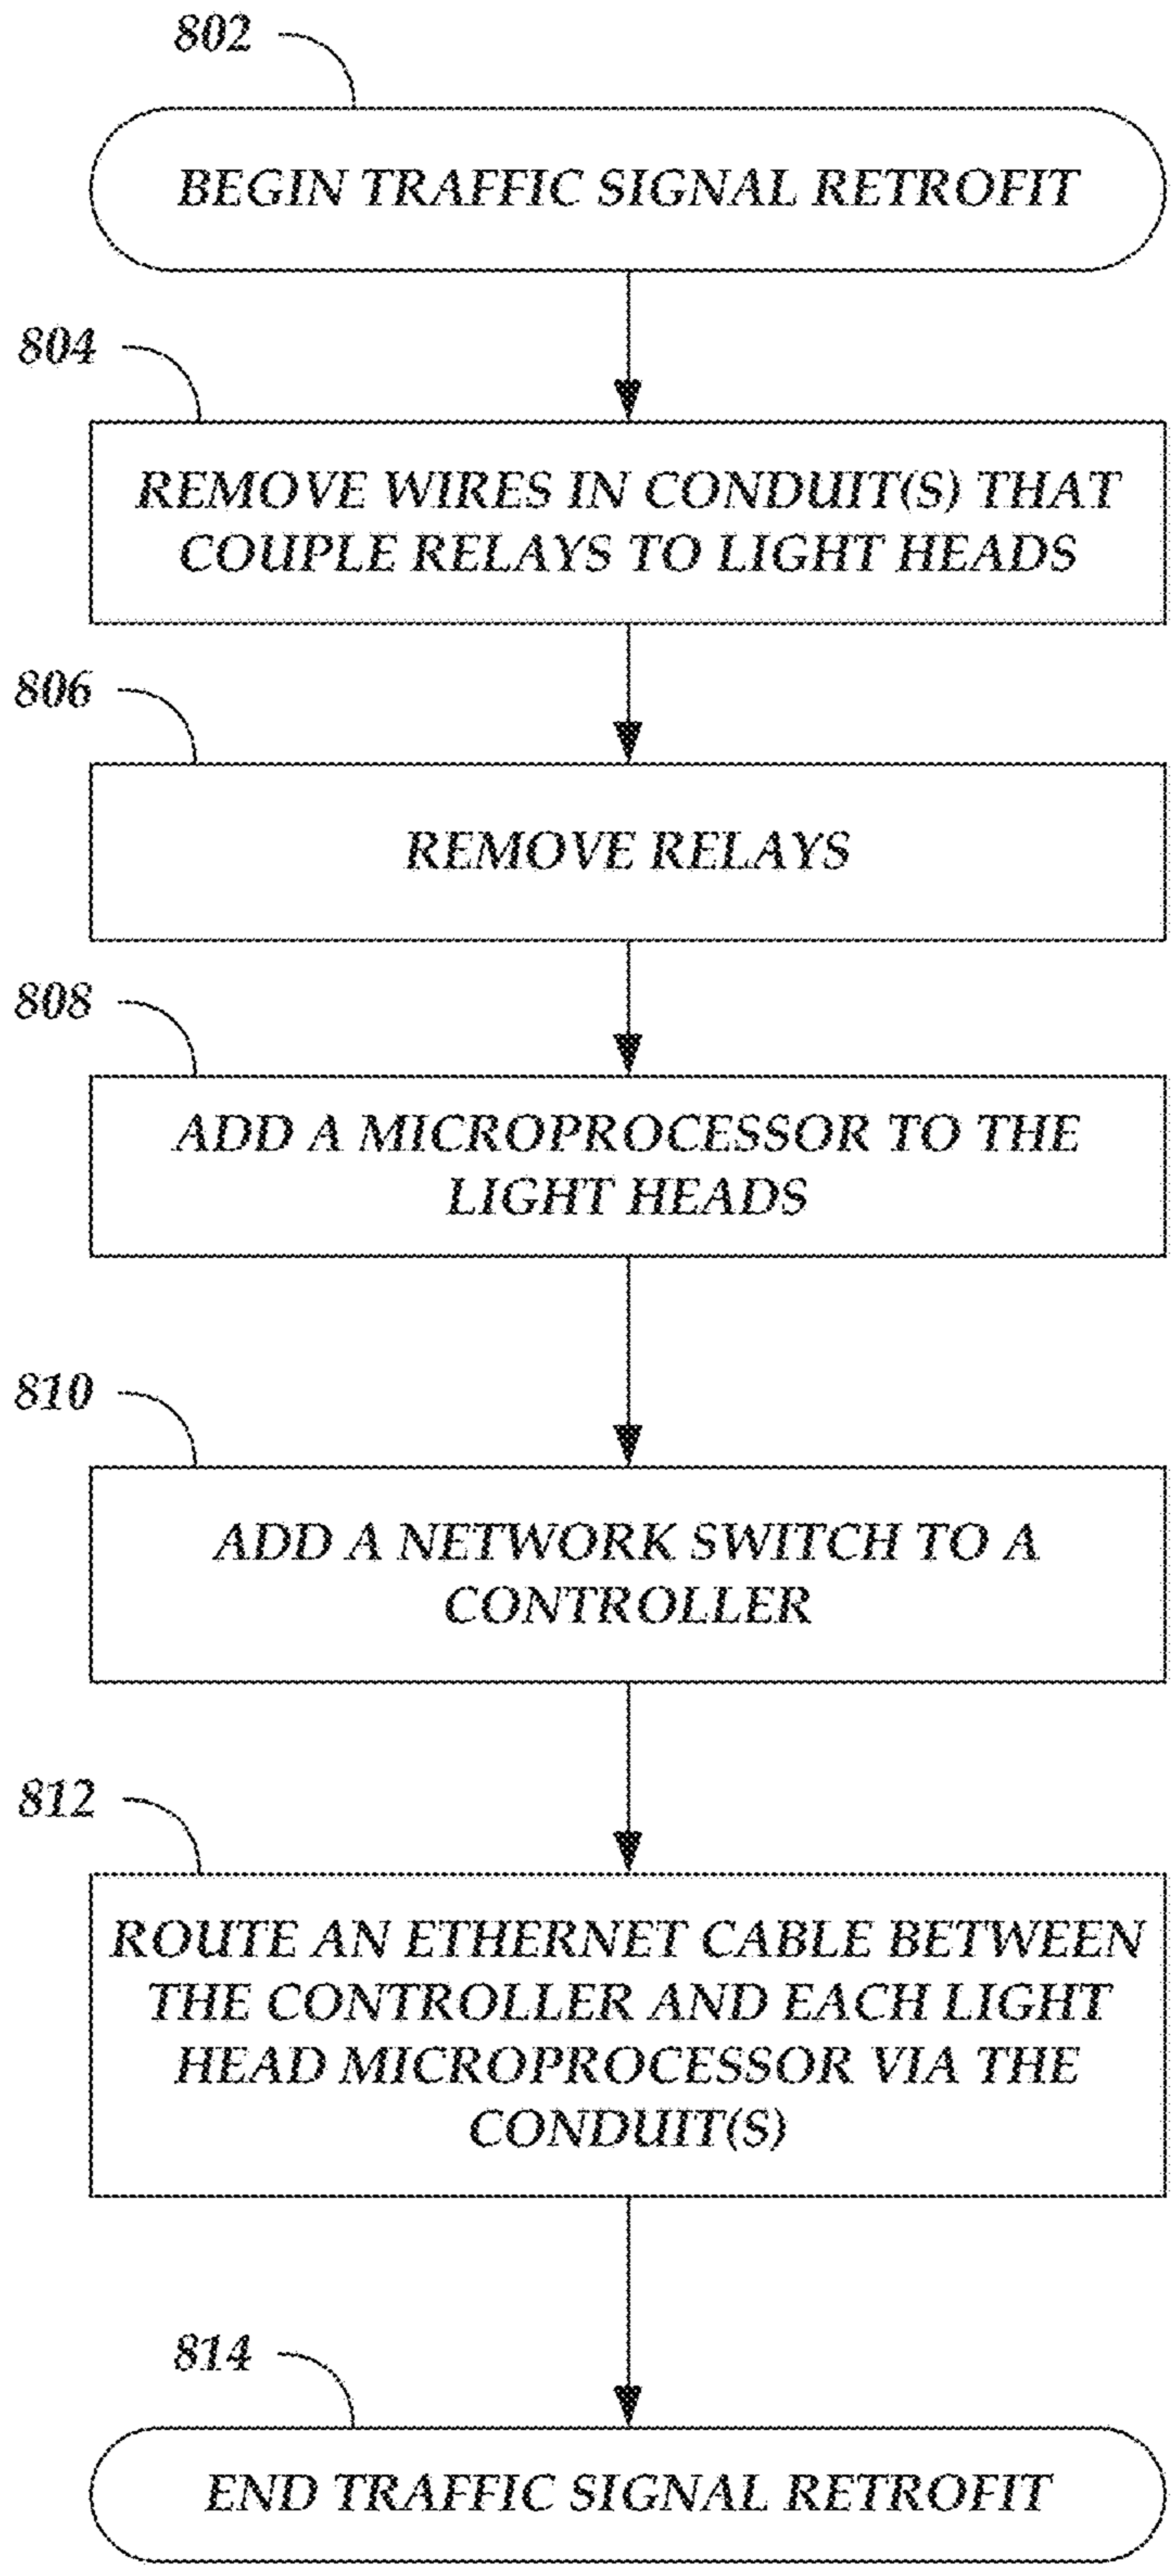 802
BEGIN TRAFFIC SIGNAL RETROFIT
804
REMOVE WIRES IN CONDUIT(S) THAT
COUPLE RELAYS TO LIGHT HEADS
806
REMOVE RELAYS
808
ADD A MICROPROCESSOR TO THE
LIGHT HEADS
810
ADD A NETWORK SWITCH TO A
CONTROLLER
812
ROUTE AN ETHERNET CABLE BETWEEN
THE CONTROLLER AND EACH LIGHT
HEAD MICROPROCESSOR VIA THE
CONDUIT(S)
814
END TRAFFIC SIGNAL RETROFIT